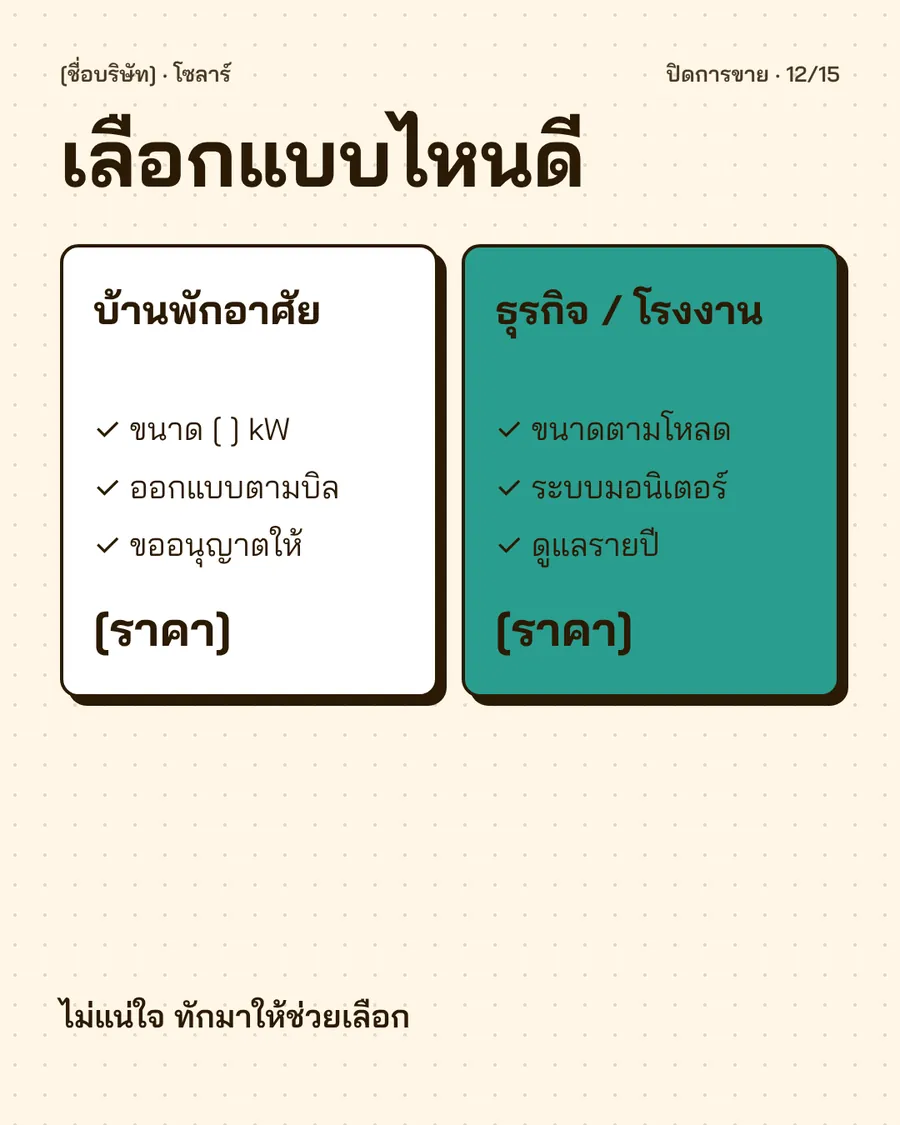 [ชื่อบริษัท] · โซลาร์
ปิดการขาย · 12/15
เลือกแบบไหนดี
บ้านพักอาศัย
✓ ขนาด [ ] kW
✓ ออกแบบตามบิล
✓ ขออนุญาตให้
[ราคา]
ธุรกิจ / โรงงาน
✓ ขนาดตามโหลด
✓ ระบบมอนิเตอร์
✓ ดูแลรายปี
[ราคา]
ไม่แน่ใจ ทักมาให้ช่วยเลือก